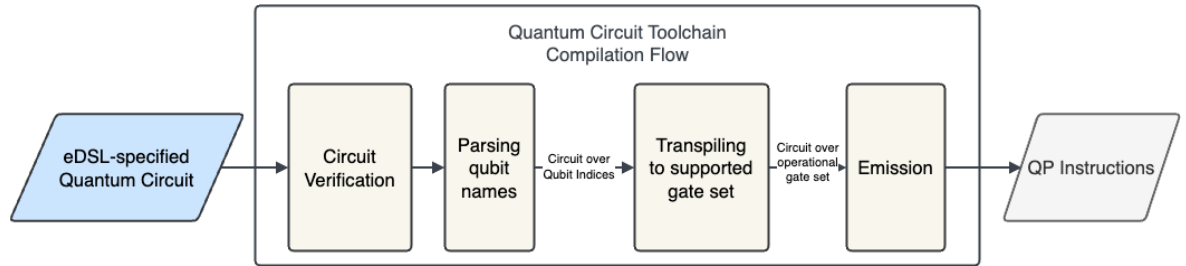 Quantum Circuit Toolchain
Compilation Flow
eDSL-specified
Quantum Circuit
Circuit
Verification
Parsing
qubit
names
Circuit over
Qubit Indices
Transpiling
to supported
gate set
Circuit over
operational
gate set
Emission
QP Instructions